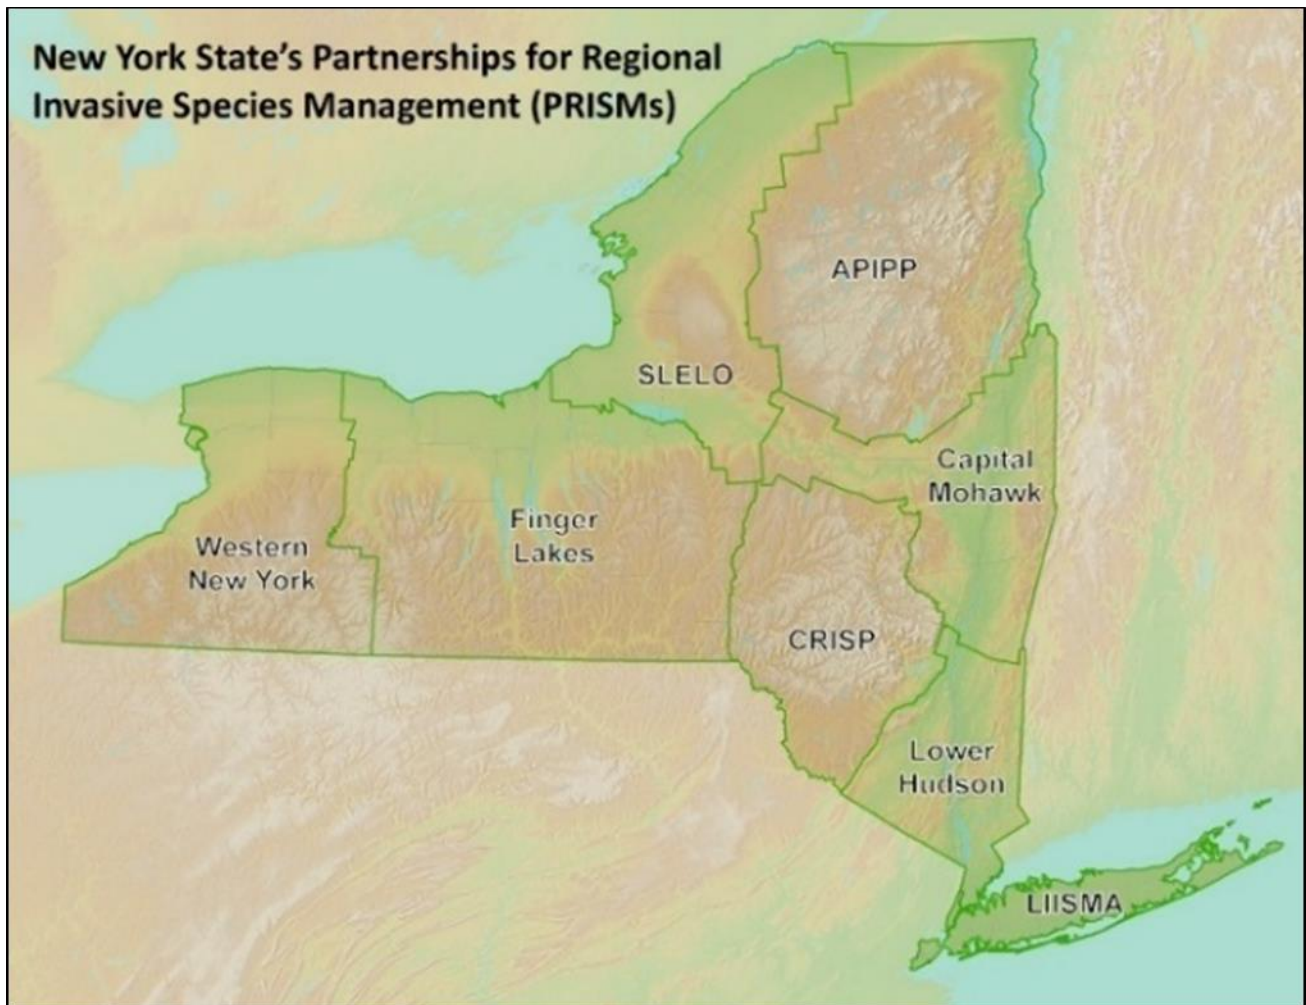 New York State’s Partnerships for Regional
Invasive Species Management (PRISMs)
APIPP
SLELO
Capital
Mohawk
Finger
Lakes
Western
New York
CRISP
Lower
Hudson
LIISMA